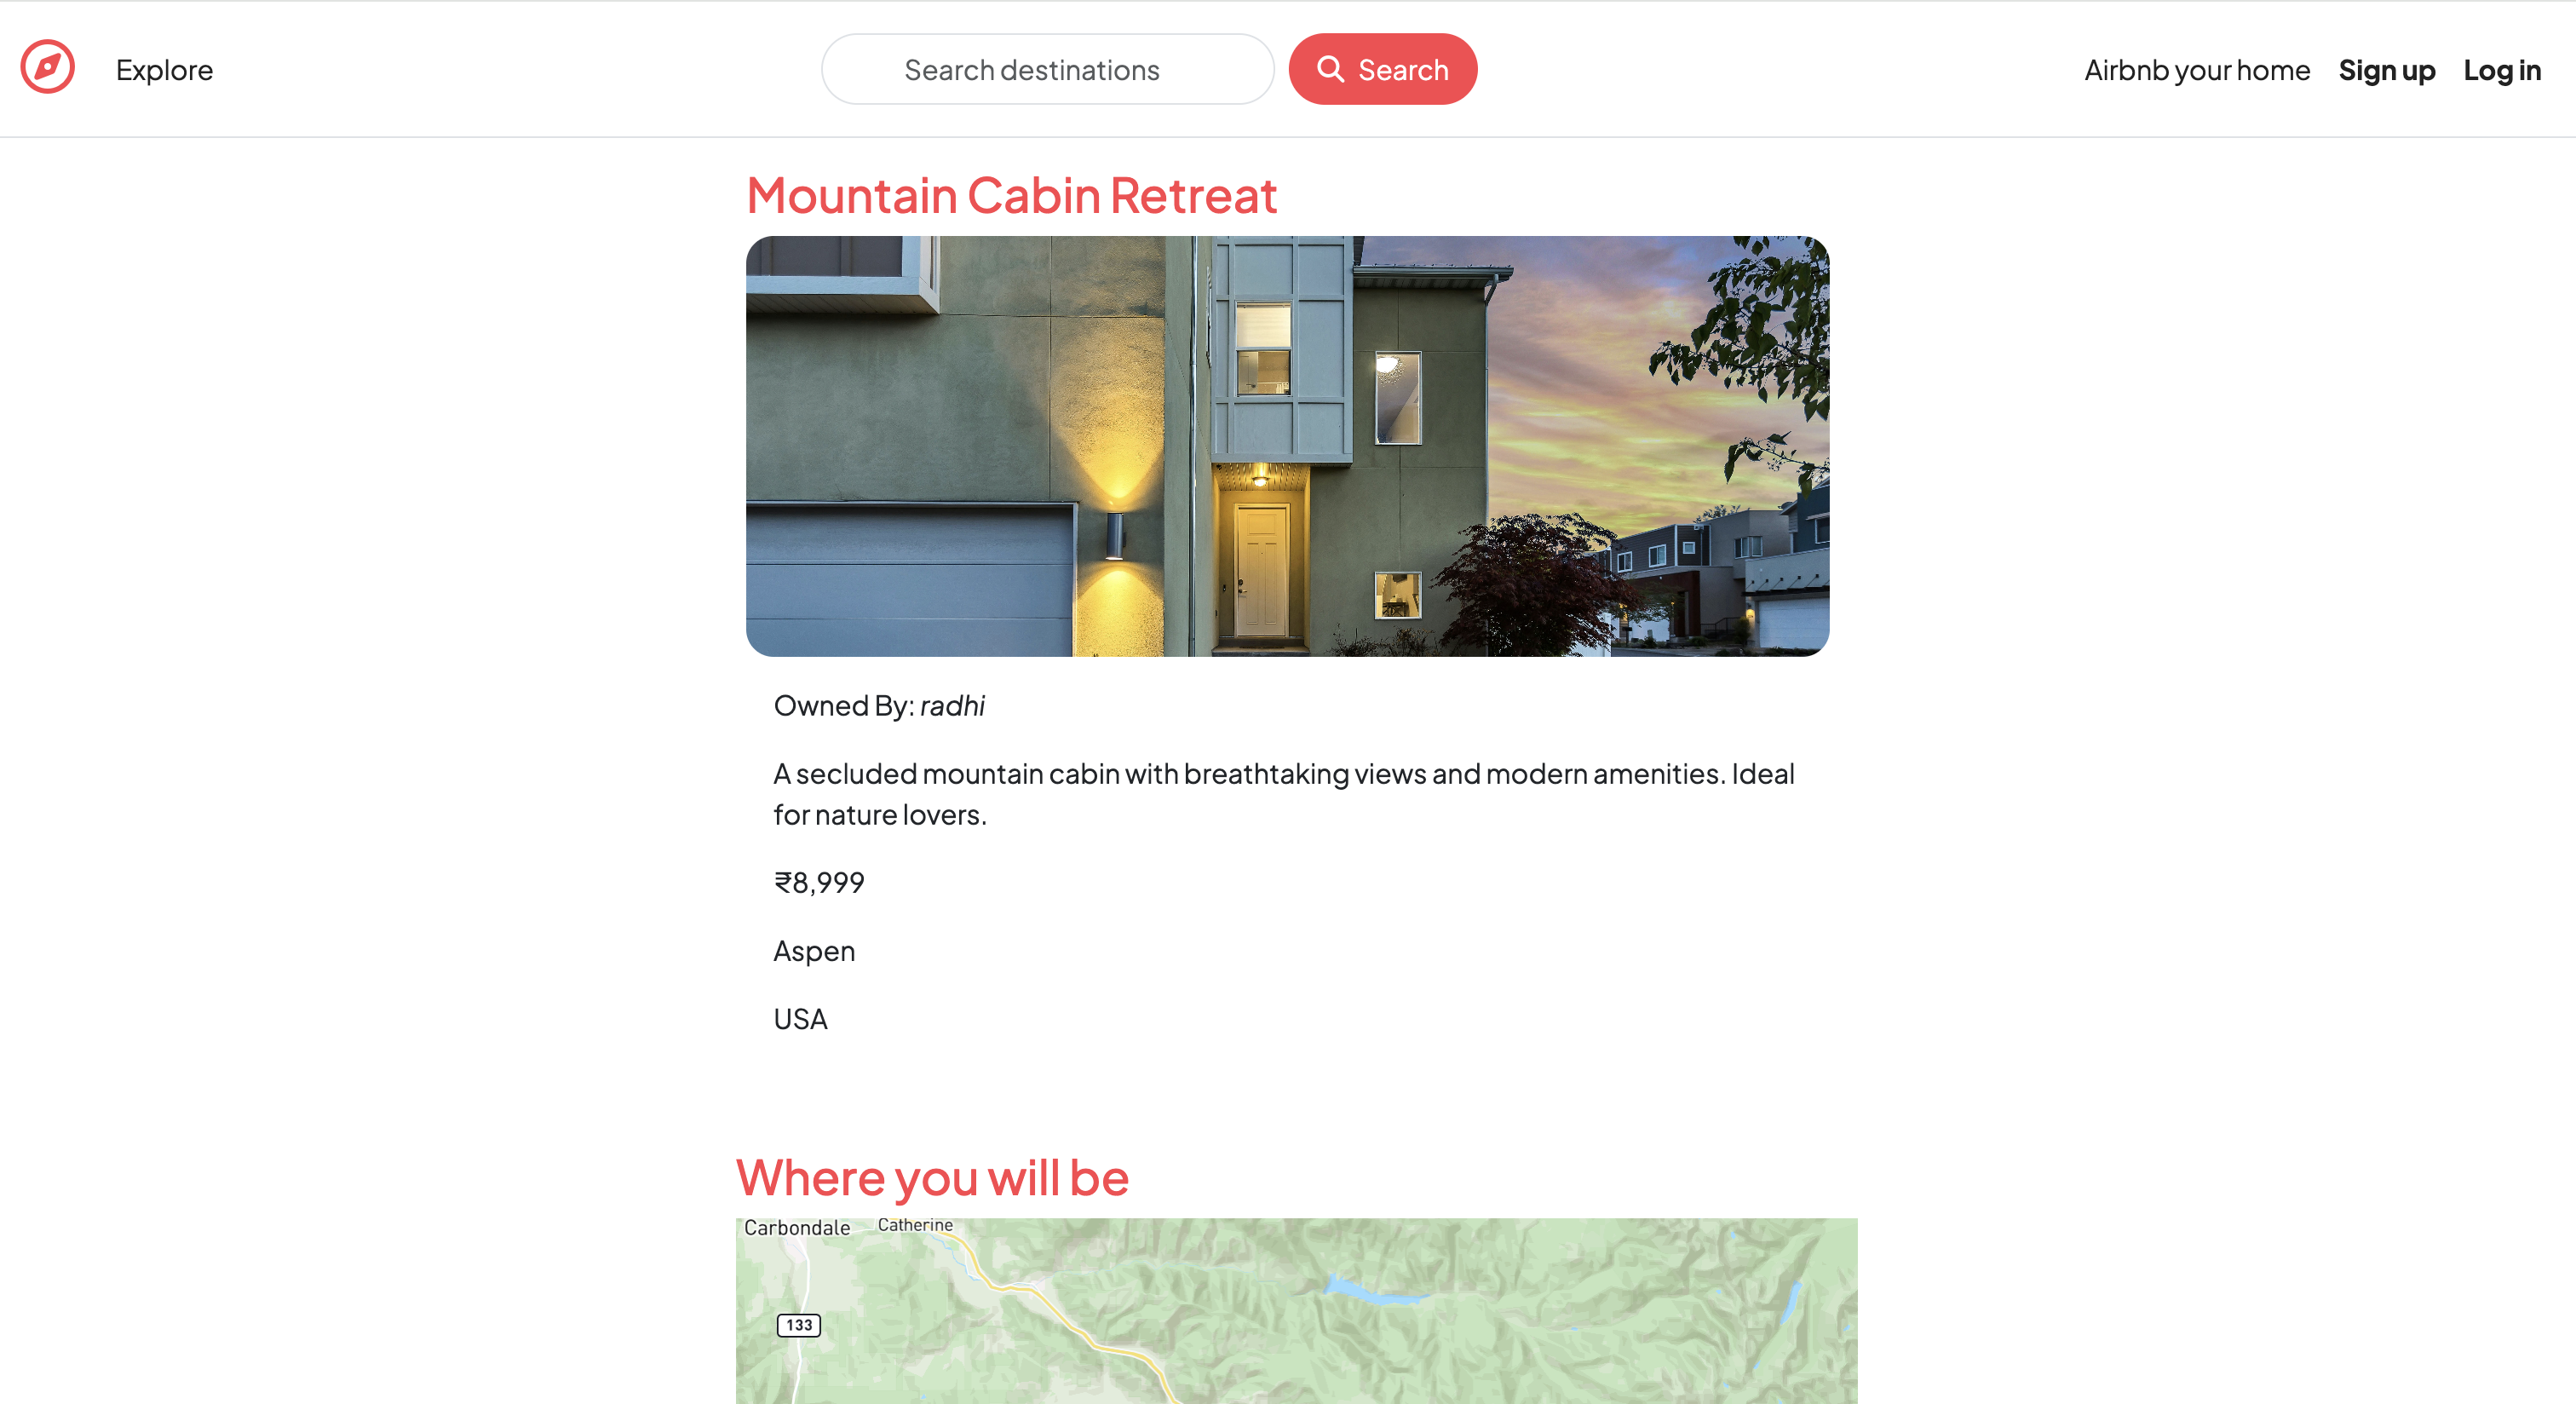 Explore
Search destinations
Search
Airbnb your home
Sign up
Log in
Mountain Cabin Retreat
Owned By: radhi
A secluded mountain cabin with breathtaking views and modern amenities. Ideal
for nature lovers.
₹8,999
Aspen
USA
Where you will be
Carbondale
Catherine
133